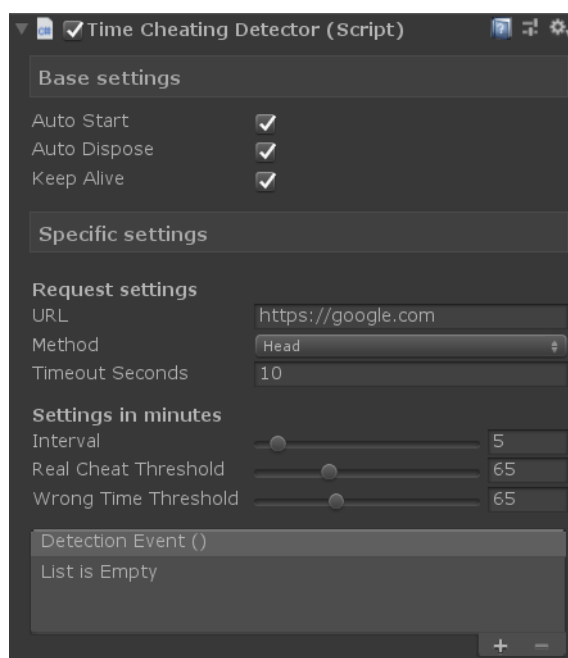 Time Cheating Detector (Script)
Base settings
Auto Start
Auto Dispose
Keep Alive
Specific settings
Request settings
URL https://google.com
Method Head
Timeout Seconds 10
Settings in minutes
Interval 5
Real Cheat Threshold 65
Wrong Time Threshold 65
Detection Event ()
List is Empty